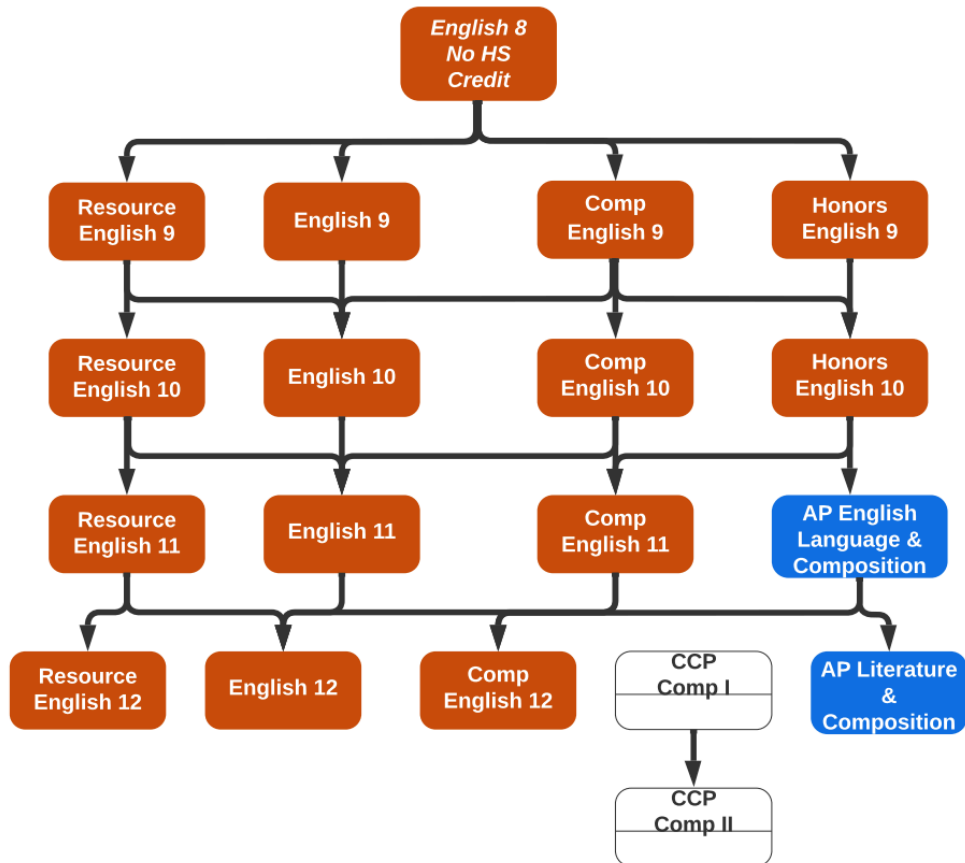 English 8
No HS
Credit
Resource
English 9
English 9
Comp
English 9
Honors
English 9
Resource
English 10
English 10
Comp
English 10
Honors
English 10
Resource
English 11
English 11
Comp
English 11
AP English
Language &
Composition
Resource
English 12
English 12
Comp
English 12
CCP
Comp I
AP Literature
&
Composition
CCP
Comp II